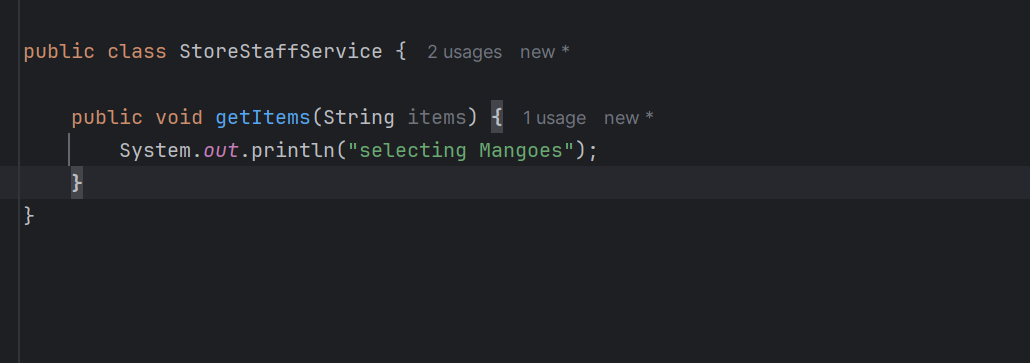 public class StoreStaffService {  2 usages  new *
public void getItems(String items) {  1 usage  new *
System.out.println("selecting Mangoes");
}
}